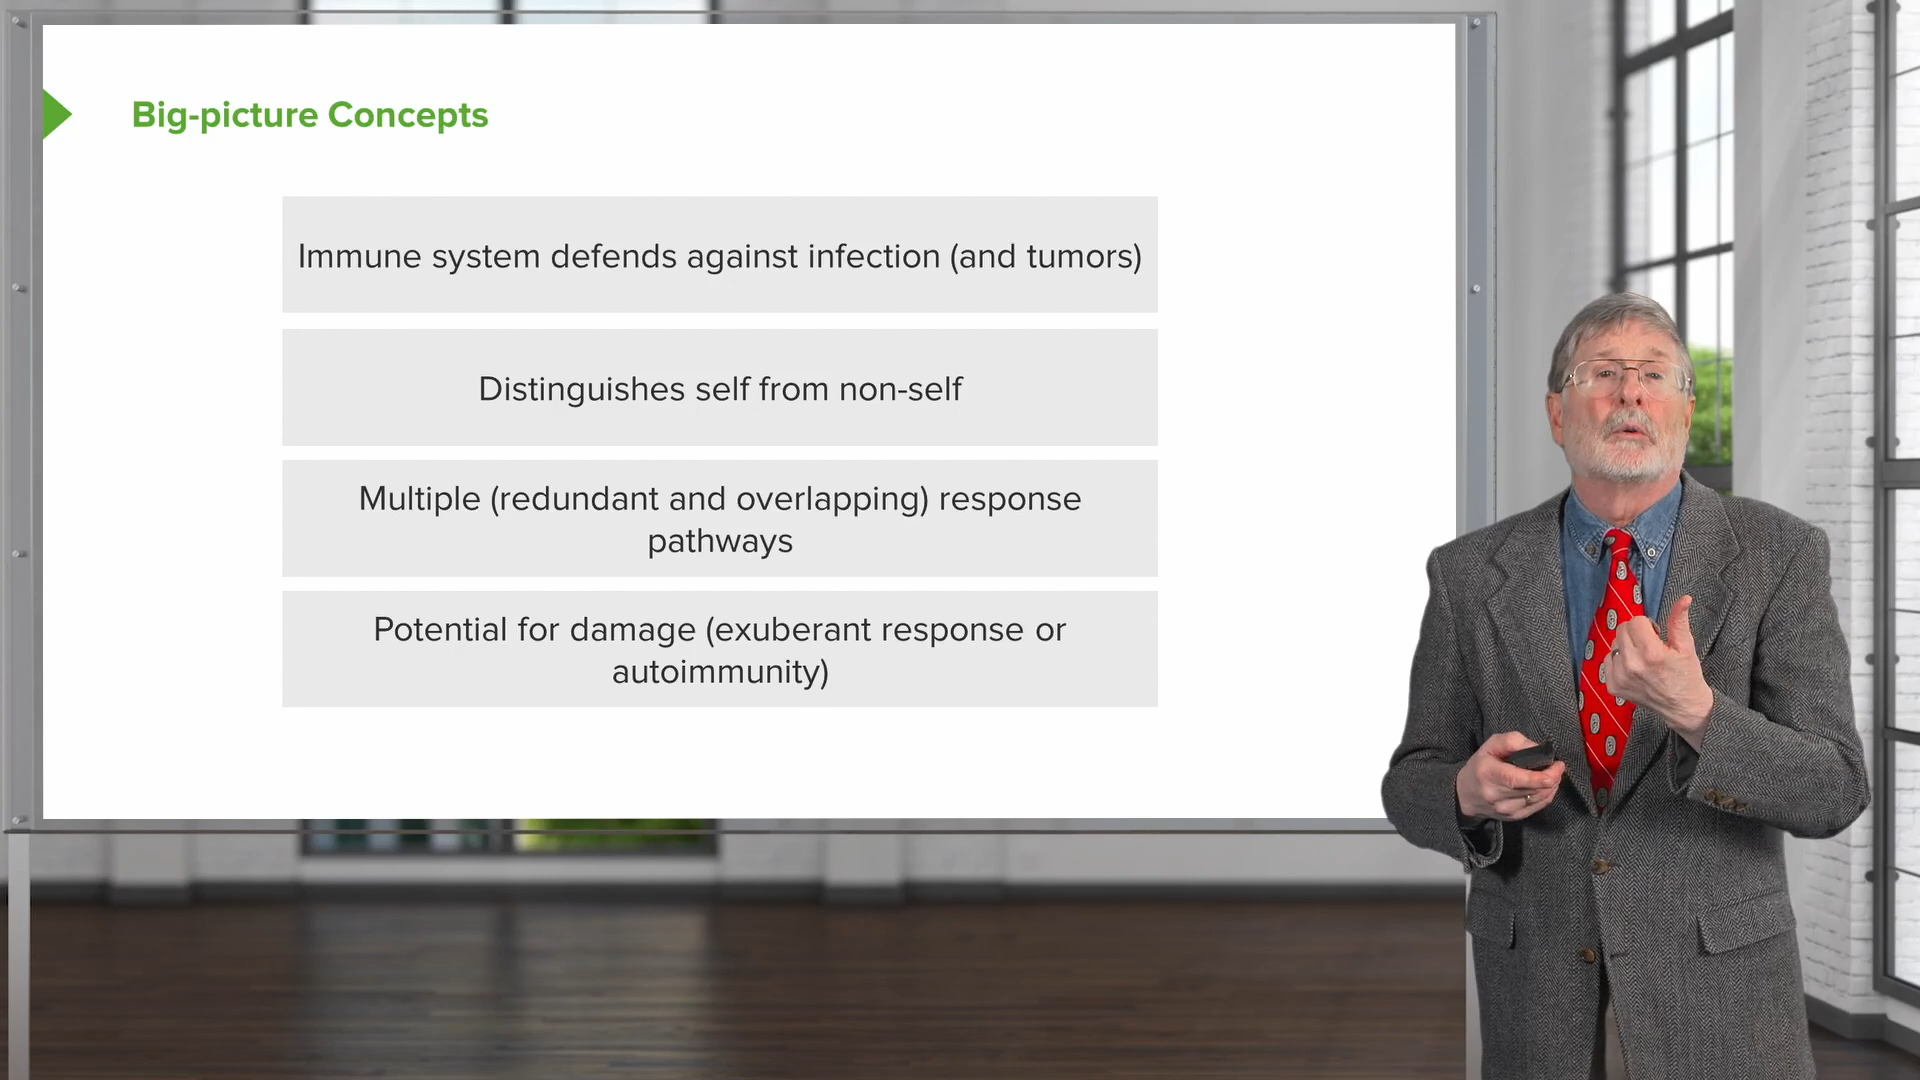 Big-picture Concepts
Immune system defends against infection (and tumors)
Distinguishes self from non-self
Multiple (redundant and overlapping) response
pathways
Potential for damage (exuberant response or
autoimmunity)